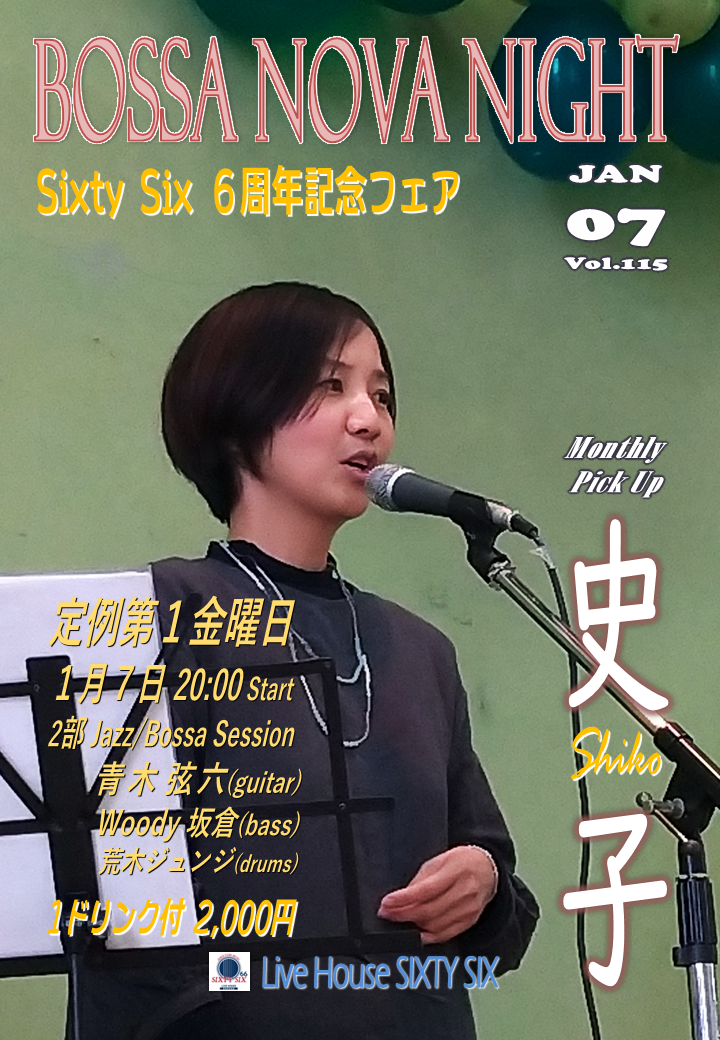 BOSSA NOVA NIGHT
Sixty Six ６周年記念フェア
JAN
07
Vol.115
Monthly
Pick Up
史子
Shiko
定例第１金曜日
１月７日 20:00 Start
2部 Jazz/Bossa Session
青木 弦六(guitar)
Woody 坂倉(bass)
荒木ジュンジ(drums)
1ドリンク付 2,000円
SIXTY SIX
66
Live House SIXTY SIX